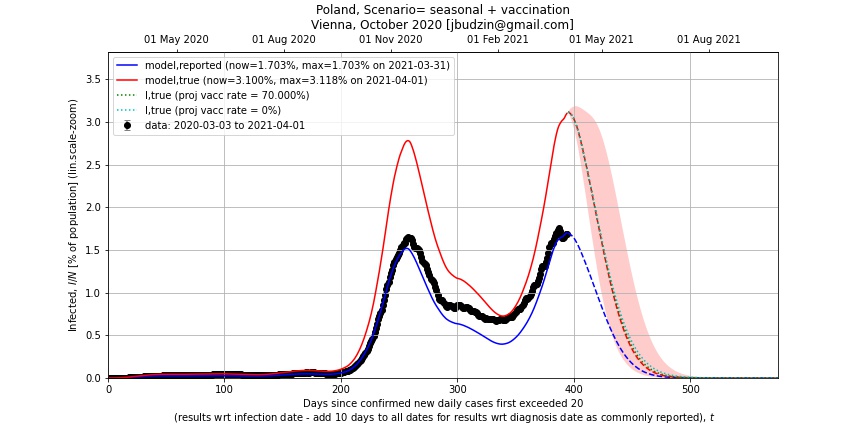 Poland, Scenario= seasonal + vaccination
Vienna, October 2020 [jbudzin@gmail.com]
01 May 2020 01 Aug 2020 01 Nov 2020 01 Feb 2021 01 May 2021 01 Aug 2021
model,reported (now=1.703%, max=1.703% on 2021-03-31)
model,true (now=3.100%, max=3.118% on 2021-04-01)
I,true (proj vacc rate = 70.000%)
I,true (proj vacc rate = 0%)
data: 2020-03-03 to 2021-04-01
Infected, I/N [% of population] (lin.scale-zoom)
3.5
3.0
2.5
2.0
1.5
1.0
0.5
0.0
0 100 200 300 400 500
Days since confirmed new daily cases first exceeded 20
(results wrt infection date - add 10 days to all dates for results wrt diagnosis date as commonly reported), t